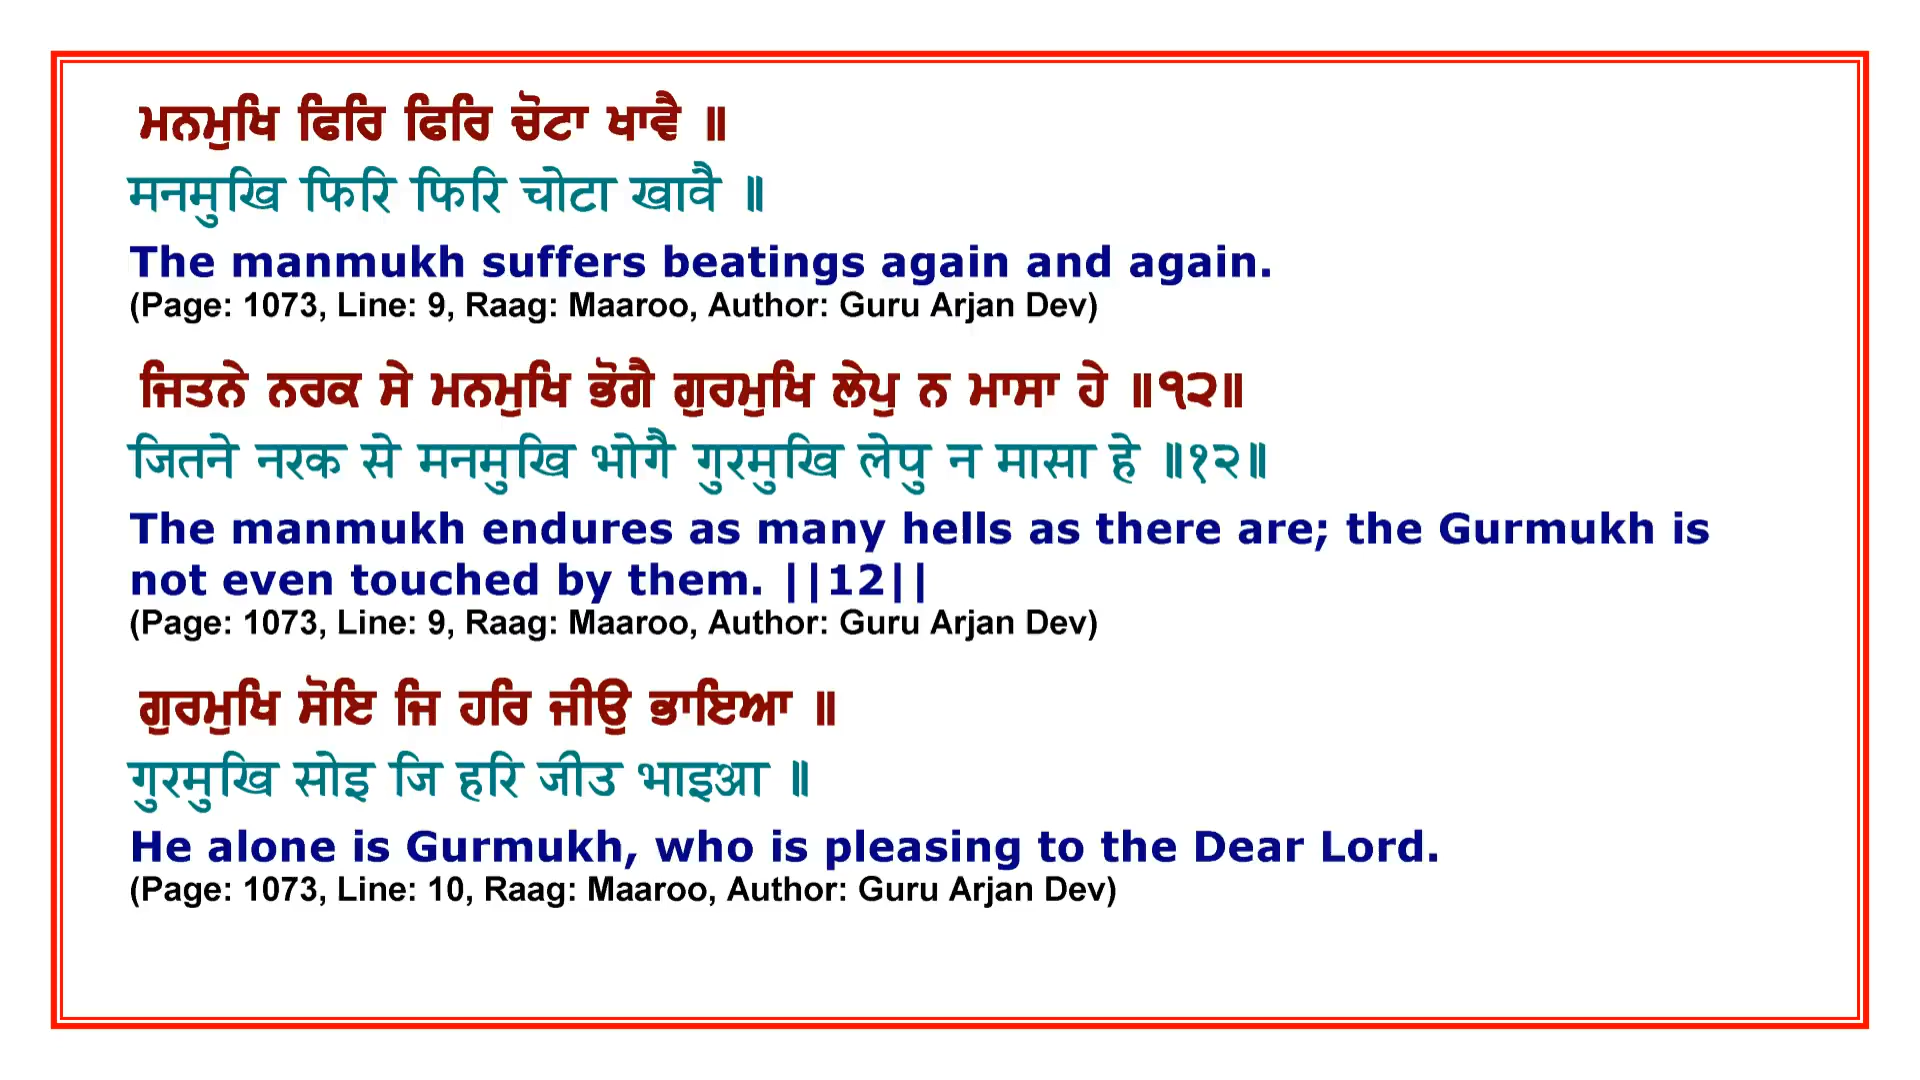 ਮਨਮੁਖਿ ਫਿਰਿ ਫਿਰਿ ਚੋਟਾ ਖਾਵੈ ॥
मनमुखि फिरि फिरि चोटा खावै ॥
The manmukh suffers beatings again and again.
(Page: 1073, Line: 9, Raag: Maaroo, Author: Guru Arjan Dev)
ਜਿਤਨੇ ਨਰਕ ਸੇ ਮਨਮੁਖਿ ਭੋਗੈ ਗੁਰਮੁਖਿ ਲੇਪੁ ਨ ਮਾਸਾ ਹੇ ॥੧੨॥
जितने नरक से मनमुखि भोगै गुरमुखि लेपु न मासा हे ॥१२॥
The manmukh endures as many hells as there are; the Gurmukh is
not even touched by them. ||12||
(Page: 1073, Line: 9, Raag: Maaroo, Author: Guru Arjan Dev)
ਗੁਰਮੁਖਿ ਸੋਇ ਜਿ ਹਰਿ ਜੀਉ ਭਾਇਆ ॥
गुरमुखि सोइ जि हरि जीउ भाइआ ॥
He alone is Gurmukh, who is pleasing to the Dear Lord.
(Page: 1073, Line: 10, Raag: Maaroo, Author: Guru Arjan Dev)